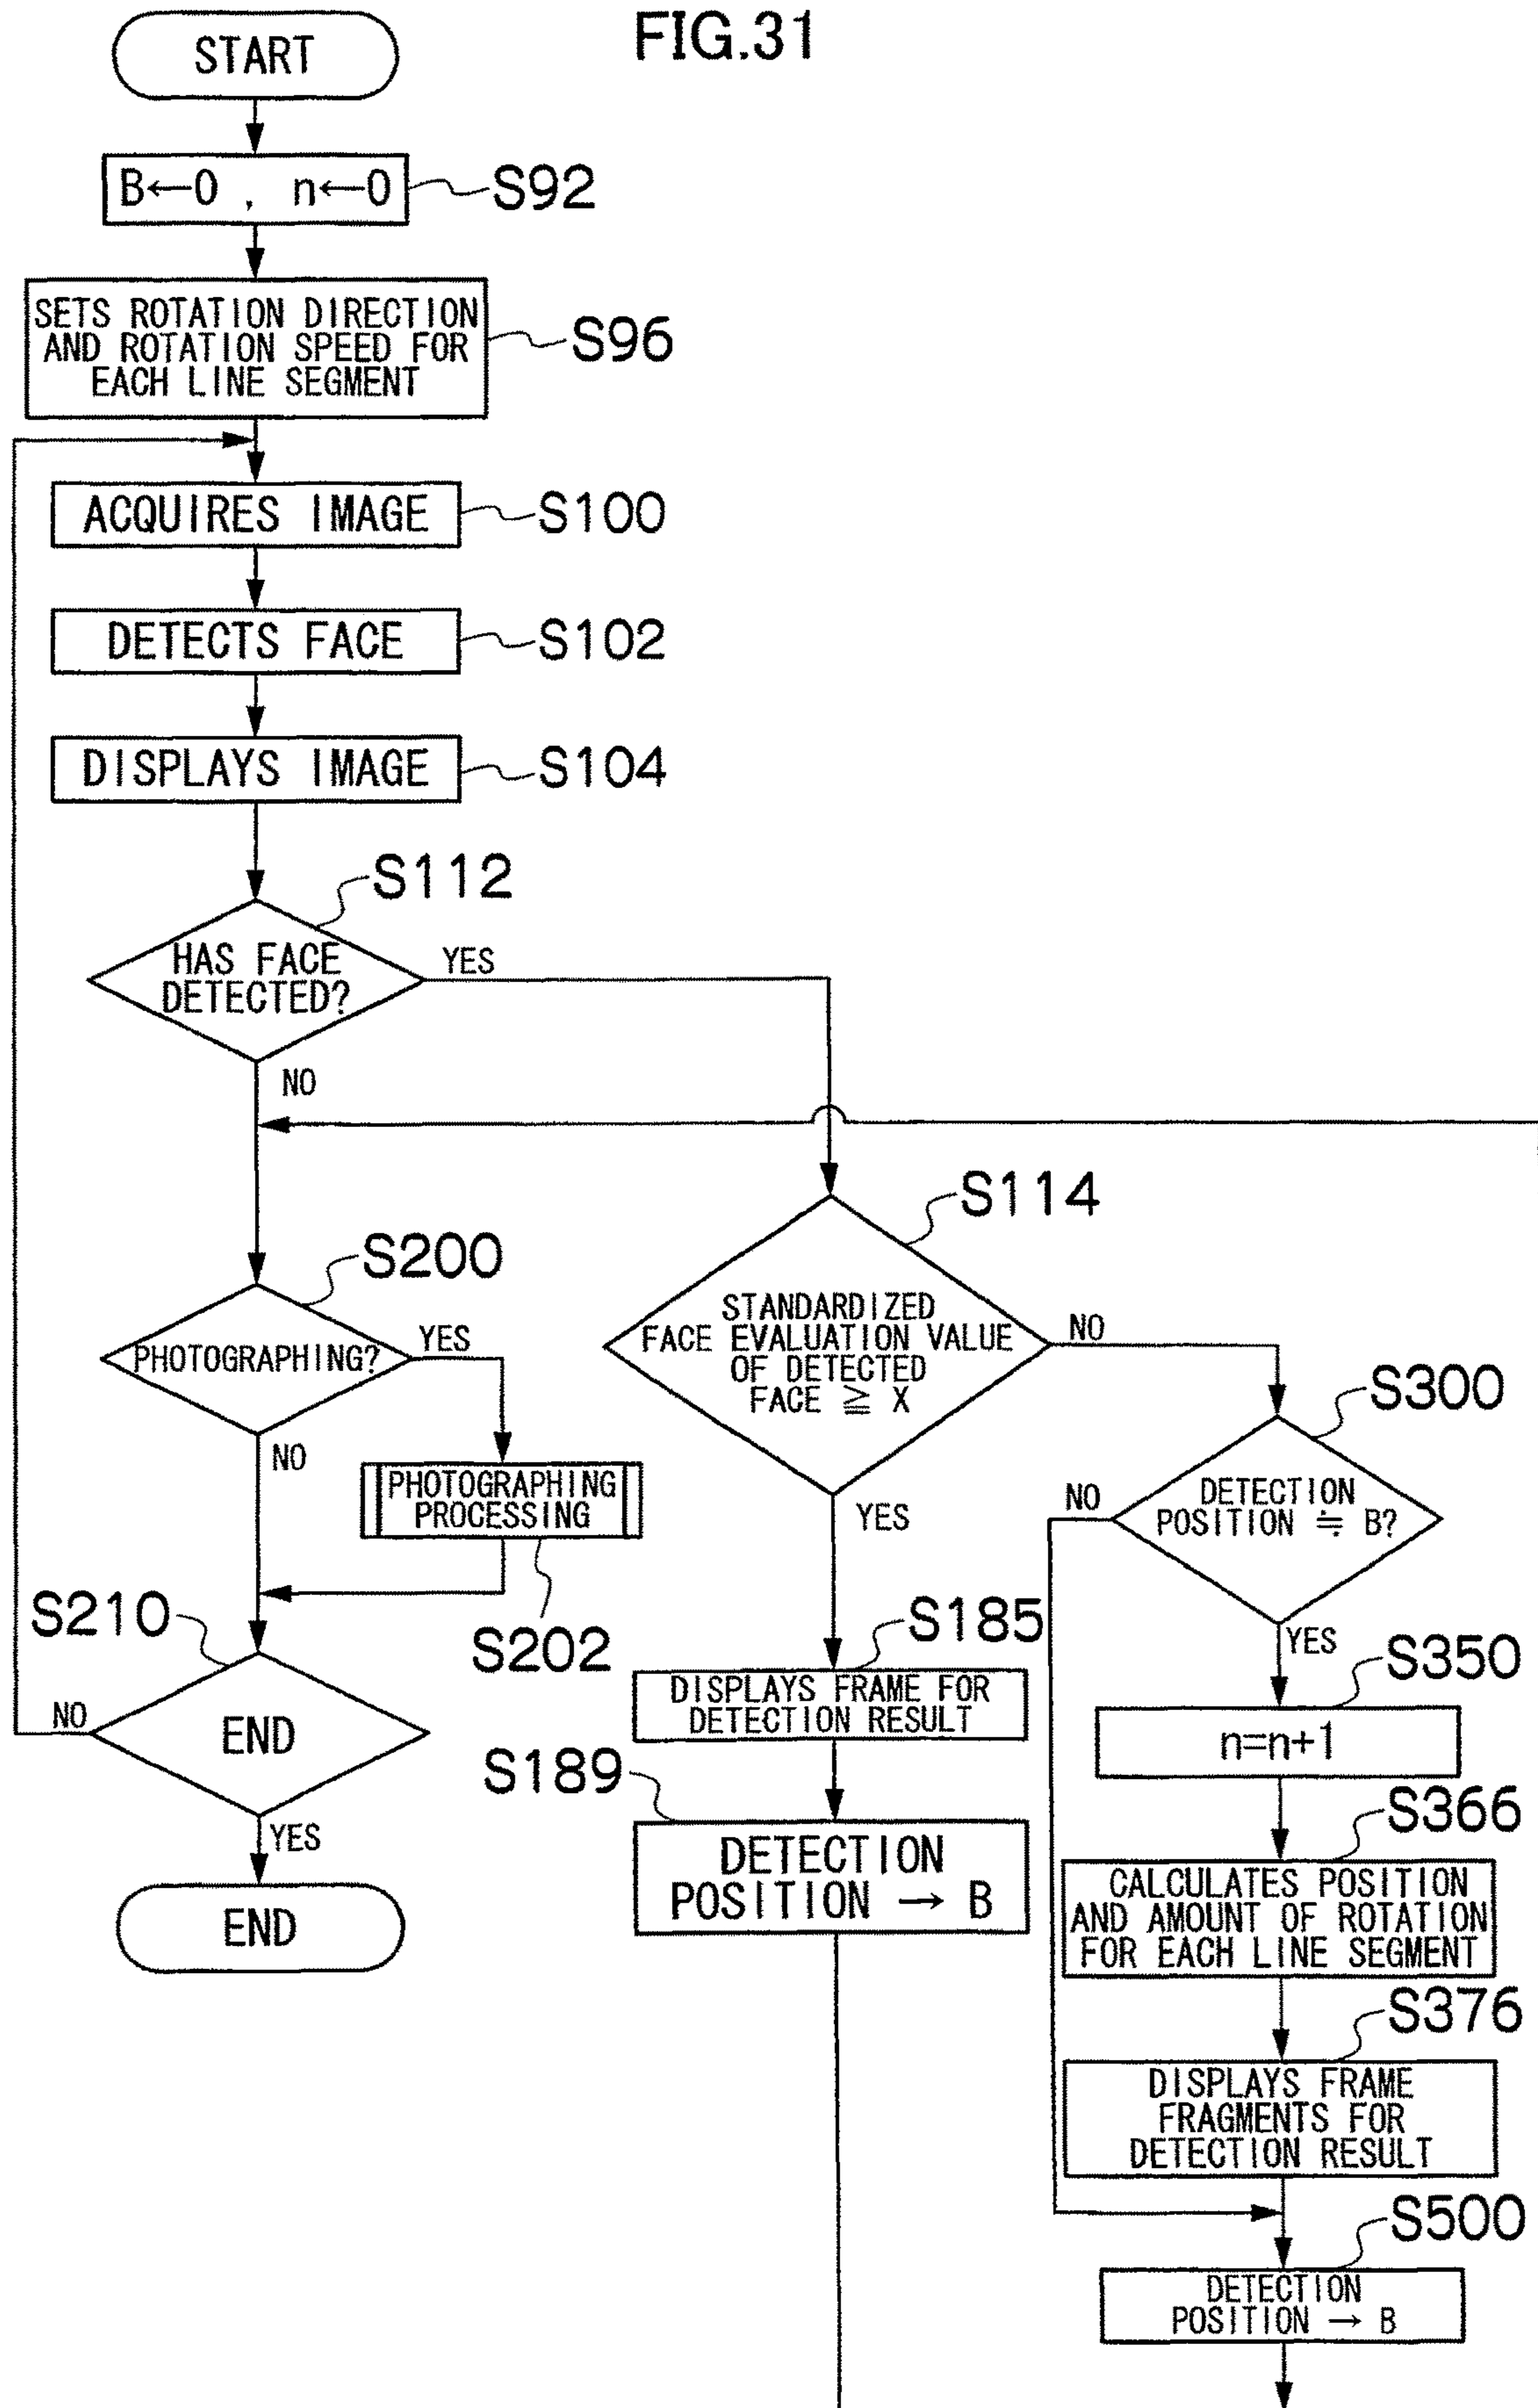 FIG.31
START
B←0 , n←0
S92
SETS ROTATION DIRECTION
AND ROTATION SPEED FOR
EACH LINE SEGMENT
S96
ACQUIRES IMAGE
S100
DETECTS FACE
S102
DISPLAYS IMAGE
S104
S112
HAS FACE
DETECTED?
YES
NO
S114
STANDARDIZED
FACE EVALUATION VALUE
OF DETECTED
FACE ≧ X
NO
YES
S200
PHOTOGRAPHING?
YES
NO
PHOTOGRAPHING
PROCESSING
S202
S210
END
NO
YES
END
S300
DETECTION
POSITION ≒ B?
NO
YES
S185
DISPLAYS FRAME FOR
DETECTION RESULT
S189
DETECTION
POSITION → B
S350
n=n+1
S366
CALCULATES POSITION
AND AMOUNT OF ROTATION
FOR EACH LINE SEGMENT
S376
DISPLAYS FRAME
FRAGMENTS FOR
DETECTION RESULT
S500
DETECTION
POSITION → B